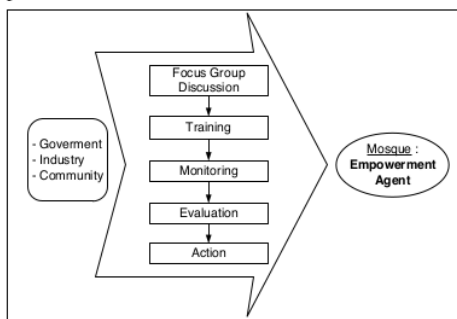 - Goverment
- Industry
- Community
Focus Group
Discussion
Training
Monitoring
Evaluation
Action
Mosque :
Empowerment
Agent